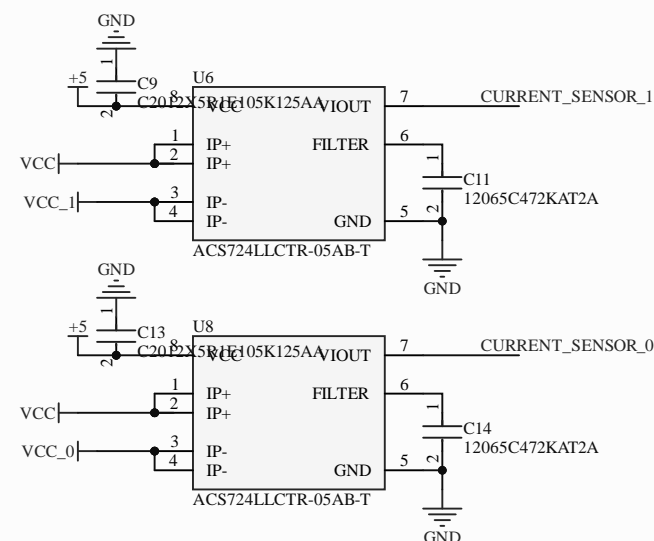 GND
1
+5
C9
U6
2
C2012X5R1E105K125AA
8
VCC
VIOUT
7
CURRENT_SENSOR_1
1
IP+
FILTER
6
VCC
2
IP+
1
C11
VCC_1
3
IP-
2
12065C472KAT2A
4
IP-
GND
5
ACS724LLCTR-05AB-T
GND
GND
1
+5
C13
U8
2
C2012X5R1E105K125AA
8
VCC
VIOUT
7
CURRENT_SENSOR_0
1
IP+
FILTER
6
VCC
2
IP+
1
C14
VCC_0
3
IP-
2
12065C472KAT2A
4
IP-
GND
5
ACS724LLCTR-05AB-T
GND